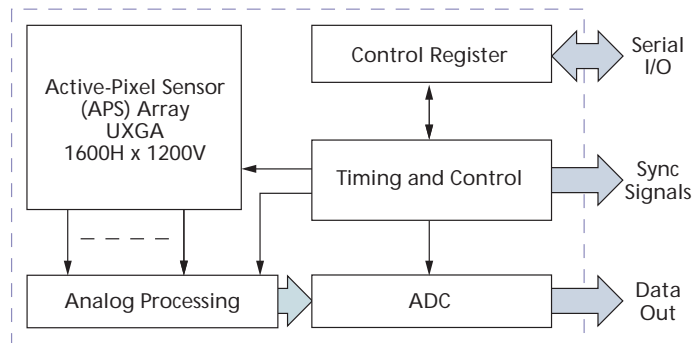 Active-Pixel Sensor
(APS) Array
UXGA
1600H x 1200V
Control Register
Serial
I/O
Timing and Control
Sync
Signals
Analog Processing
ADC
Data
Out